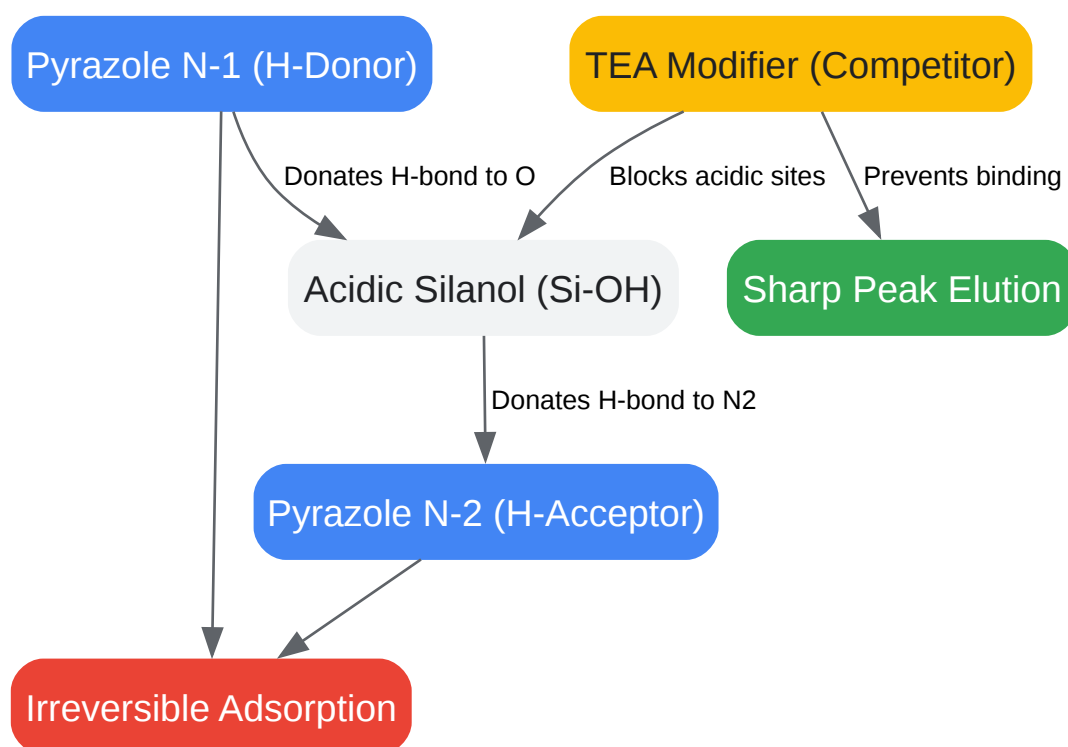 Pyrazole N-1 (H-Donor)
TEA Modifier (Competitor)
Donates H-bond to O
Blocks acidic sites
Prevents binding
Acidic Silanol (Si-OH)
Sharp Peak Elution
Donates H-bond to N2
Pyrazole N-2 (H-Acceptor)
Irreversible Adsorption